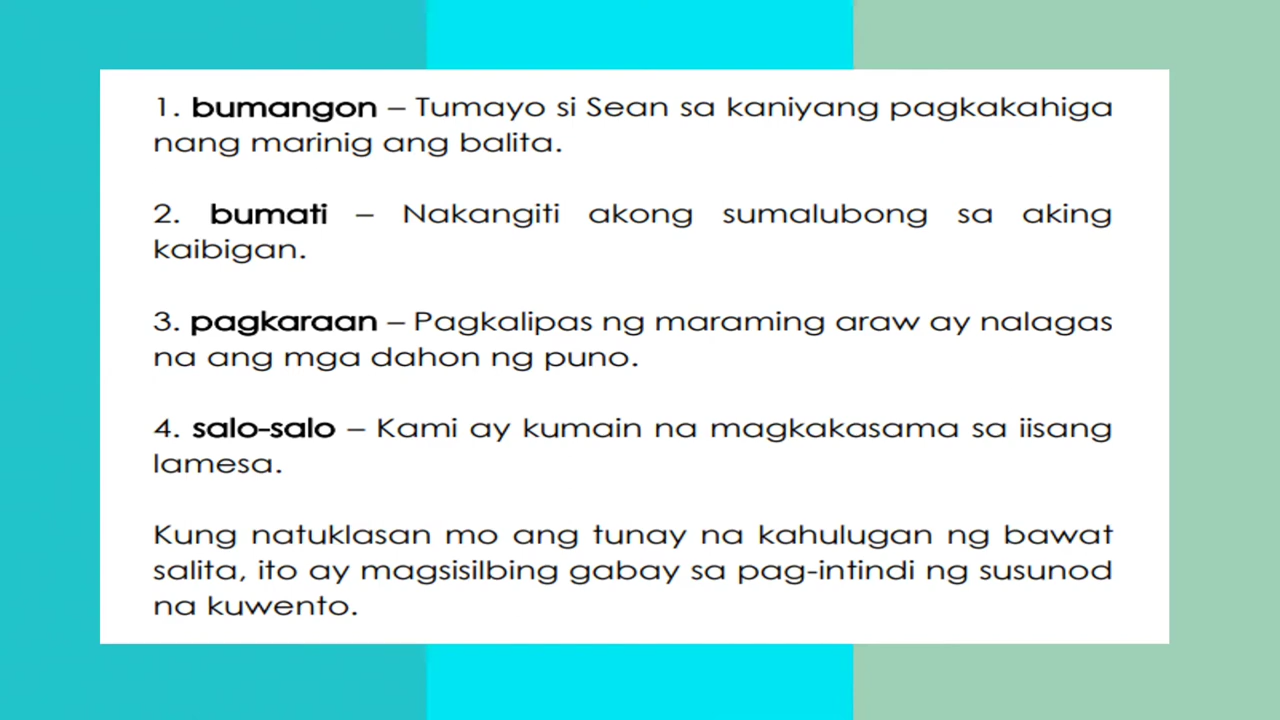 1. bumangon – Tumayo si Sean sa kaniyang pagkakahiga
nang marinig ang balita.
2. bumati – Nakangiti akong sumalubong sa aking
kaibigan.
3. pagkaraan – Pagkalipas ng maraming araw ay nalagas
na ang mga dahon ng puno.
4. salo-salo – Kami ay kumain na magkakasama sa iisang
lamesa.
Kung natuklasan mo ang tunay na kahulugan ng bawat
salita, ito ay magsisilbing gabay sa pag-intindi ng susunod
na kuwento.